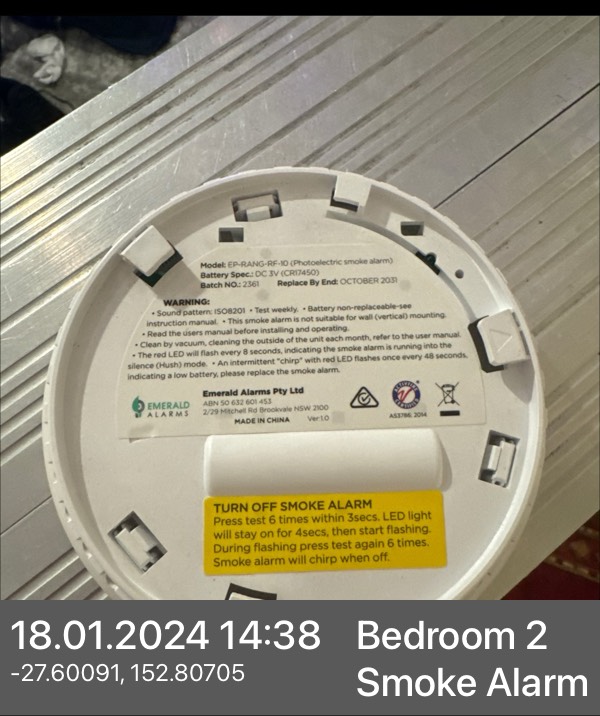 Model: EP-RANG-RF-10 (Photoelectric smoke alarm)
Battery Spec.: DC 3V (CR17450)
Batch NO.: 2361 Replace By End: OCTOBER 2031
WARNING:
• Sound pattern: ISO8201 • Test weekly. • Battery non-replaceable-see
instruction manual. • This smoke alarm is not suitable for wall (vertical) mounting.
• Read the users manual before installing and operating.
• Clean by vacuum, cleaning the outside of the unit each month, refer to the user manual.
• The red LED will flash every 8 seconds, indicating the smoke alarm is running into the
silence (Hush) mode. • An intermittent "chirp" with red LED flashes once every 48 seconds,
indicating a low battery, please replace the smoke alarm.
EMERALD
ALARMS
Emerald Alarms Pty Ltd
ABN 50 632 601 453
2/29 Mitchell Rd Brookvale NSW 2100
MADE IN CHINA Ver:1.0
AS3786: 2014
TURN OFF SMOKE ALARM
Press test 6 times within 3secs. LED light
will stay on for 4secs, then start flashing.
During flashing press test again 6 times.
Smoke alarm will chirp when off.
18.01.2024 14:38
-27.60091, 152.80705
Bedroom 2
Smoke Alarm